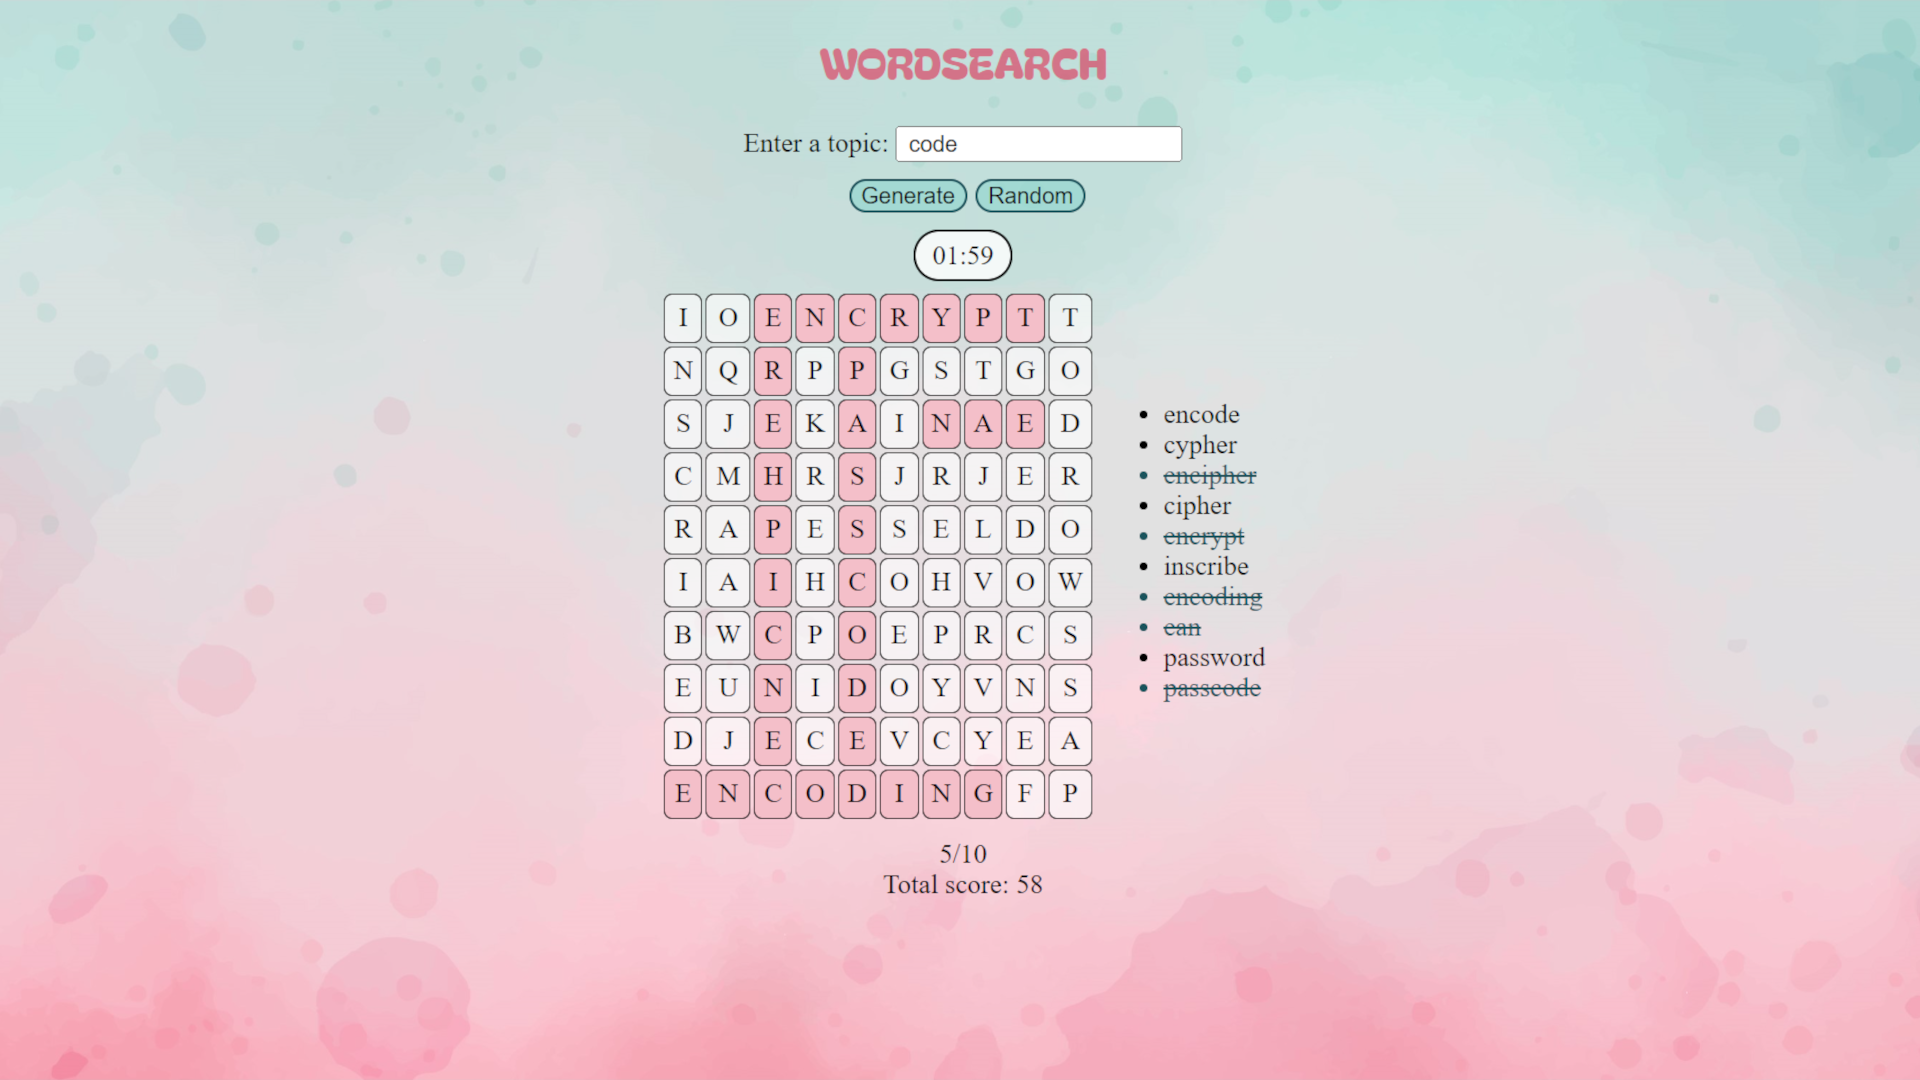 WORDSEARCH
Enter a topic: code
Generate Random
01:59
I O E N C R Y P T T
N Q R P P G S T G O
S J E K A I N A E D
C M H R S J R J E R
R A P E S S E L D O
I A I H C O H V O W
B W C P O E P R C S
E U N I D O Y V N S
D J E C E V C Y E A
E N C O D I N G F P
encode
cypher
encipher
cipher
encrypt
inscribe
encoding
ean
password
passcode
5/10
Total score: 58